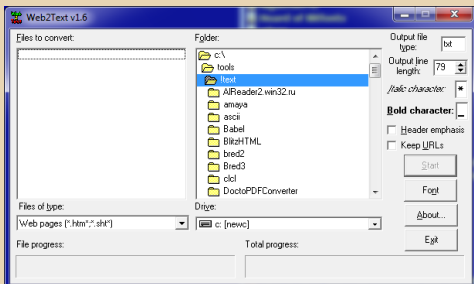 Web2Text v1.6
Files to convert:
Folder:
c:\
tools
!text
AlReader2.win32.ru
amaya
ascii
Babel
BlitzHTML
bred2
Bred3
clcl
DoctoPDFConverter
Output file type:
txt
Output line length:
79
Italic character:
*
Bold character:
_
Header emphasis
Keep URLs
Start
Font
About...
Exit
Files of type:
Web pages (*.htm*;*.sht*)
Drive:
c: [newc]
File progress:
Total progress: